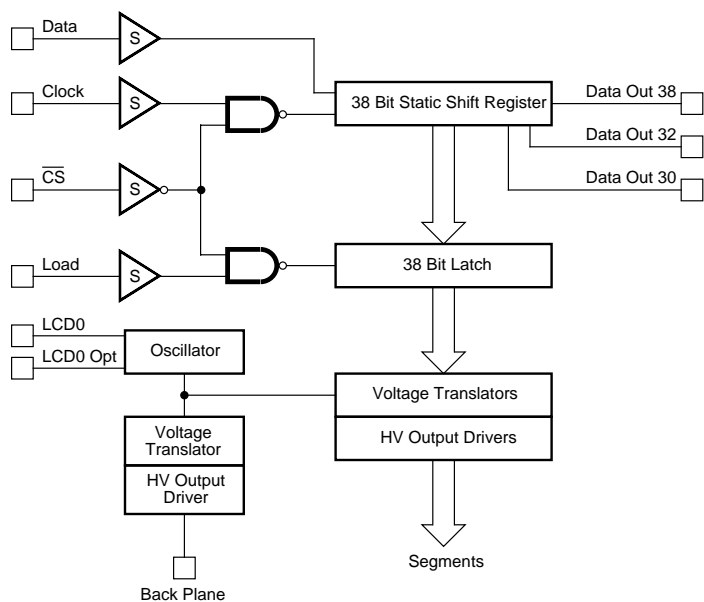 Data
S
Clock
S
38 Bit Static Shift Register
Data Out 38
Data Out 32
CS
S
Data Out 30
Load
S
38 Bit Latch
LCD0
LCD0 Opt
Oscillator
Voltage Translators
Voltage
Translator
HV Output Drivers
HV Output
Driver
Segments
Back Plane